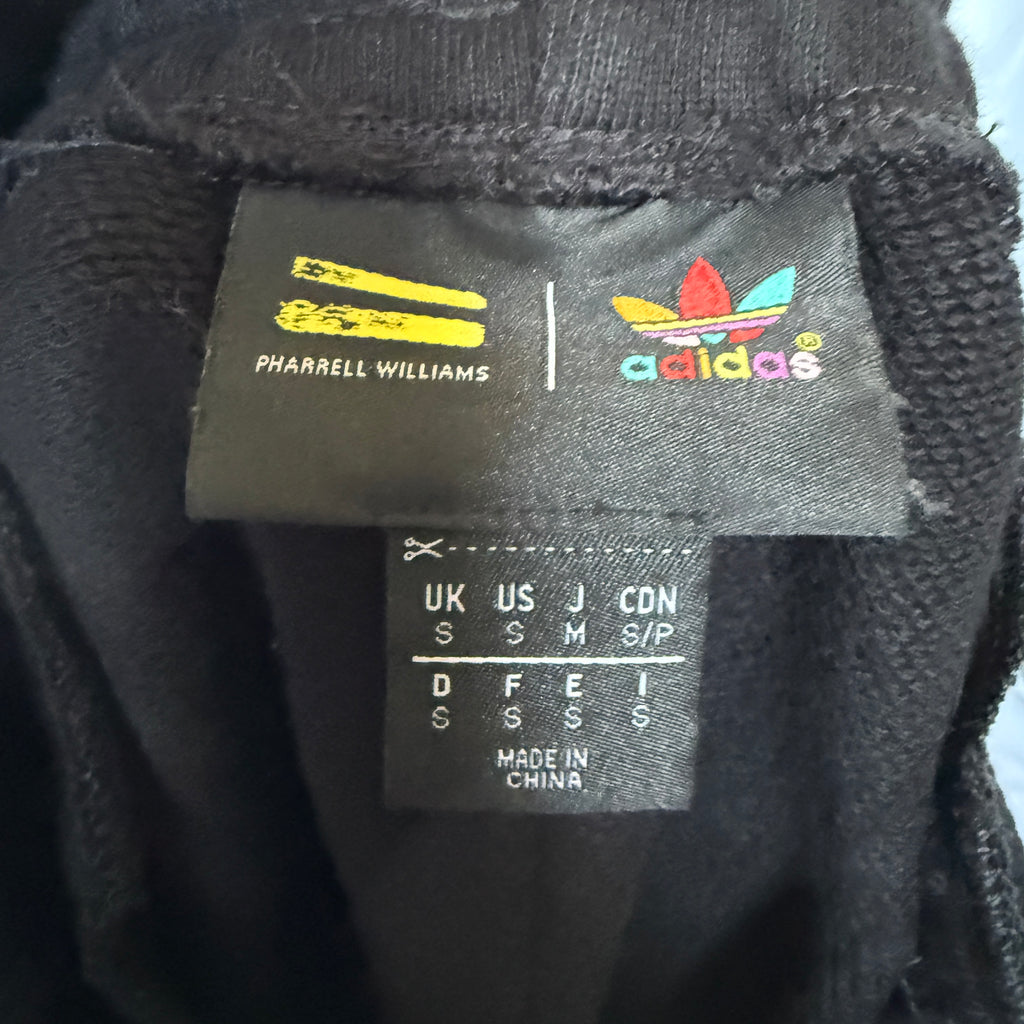 PHARRELL WILLIAMS
adidas®
UK US J CDN
S S M S/P
D F E I
S S S S
MADE IN
CHINA